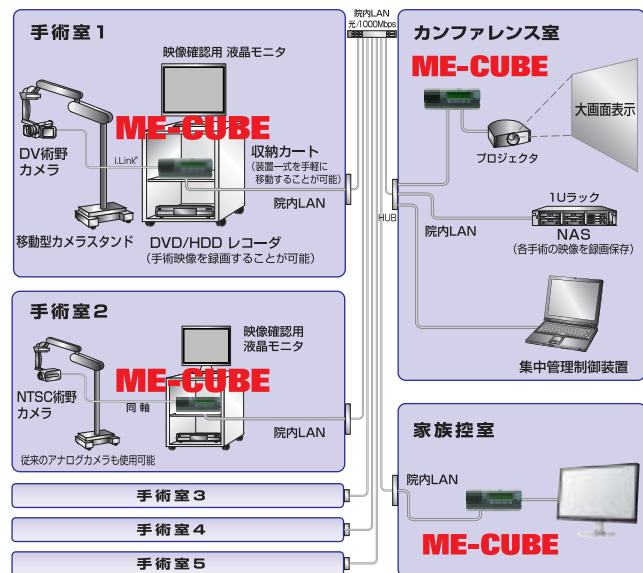 手術室1
映像確認用 液晶モニタ
ME-CUBE
DV術野
カメラ
i.Link®
収納カート
(装置一式を手軽に
移動することが可能)
院内LAN
移動型カメラスタンド
DVD/HDD レコーダ
(手術映像を録画することが可能)
手術室2
映像確認用
液晶モニタ
ME-CUBE
NTSC術野
カメラ
同軸
院内LAN
従来のアナログカメラも使用可能
手術室3
手術室4
手術室5
院内LAN
光/1000Mbps
HUB
カンファレンス室
ME-CUBE
大画面表示
プロジェクタ
1Uラック
院内LAN
NAS
(各手術の映像を録画保存)
集中管理制御装置
家族控室
院内LAN
ME-CUBE